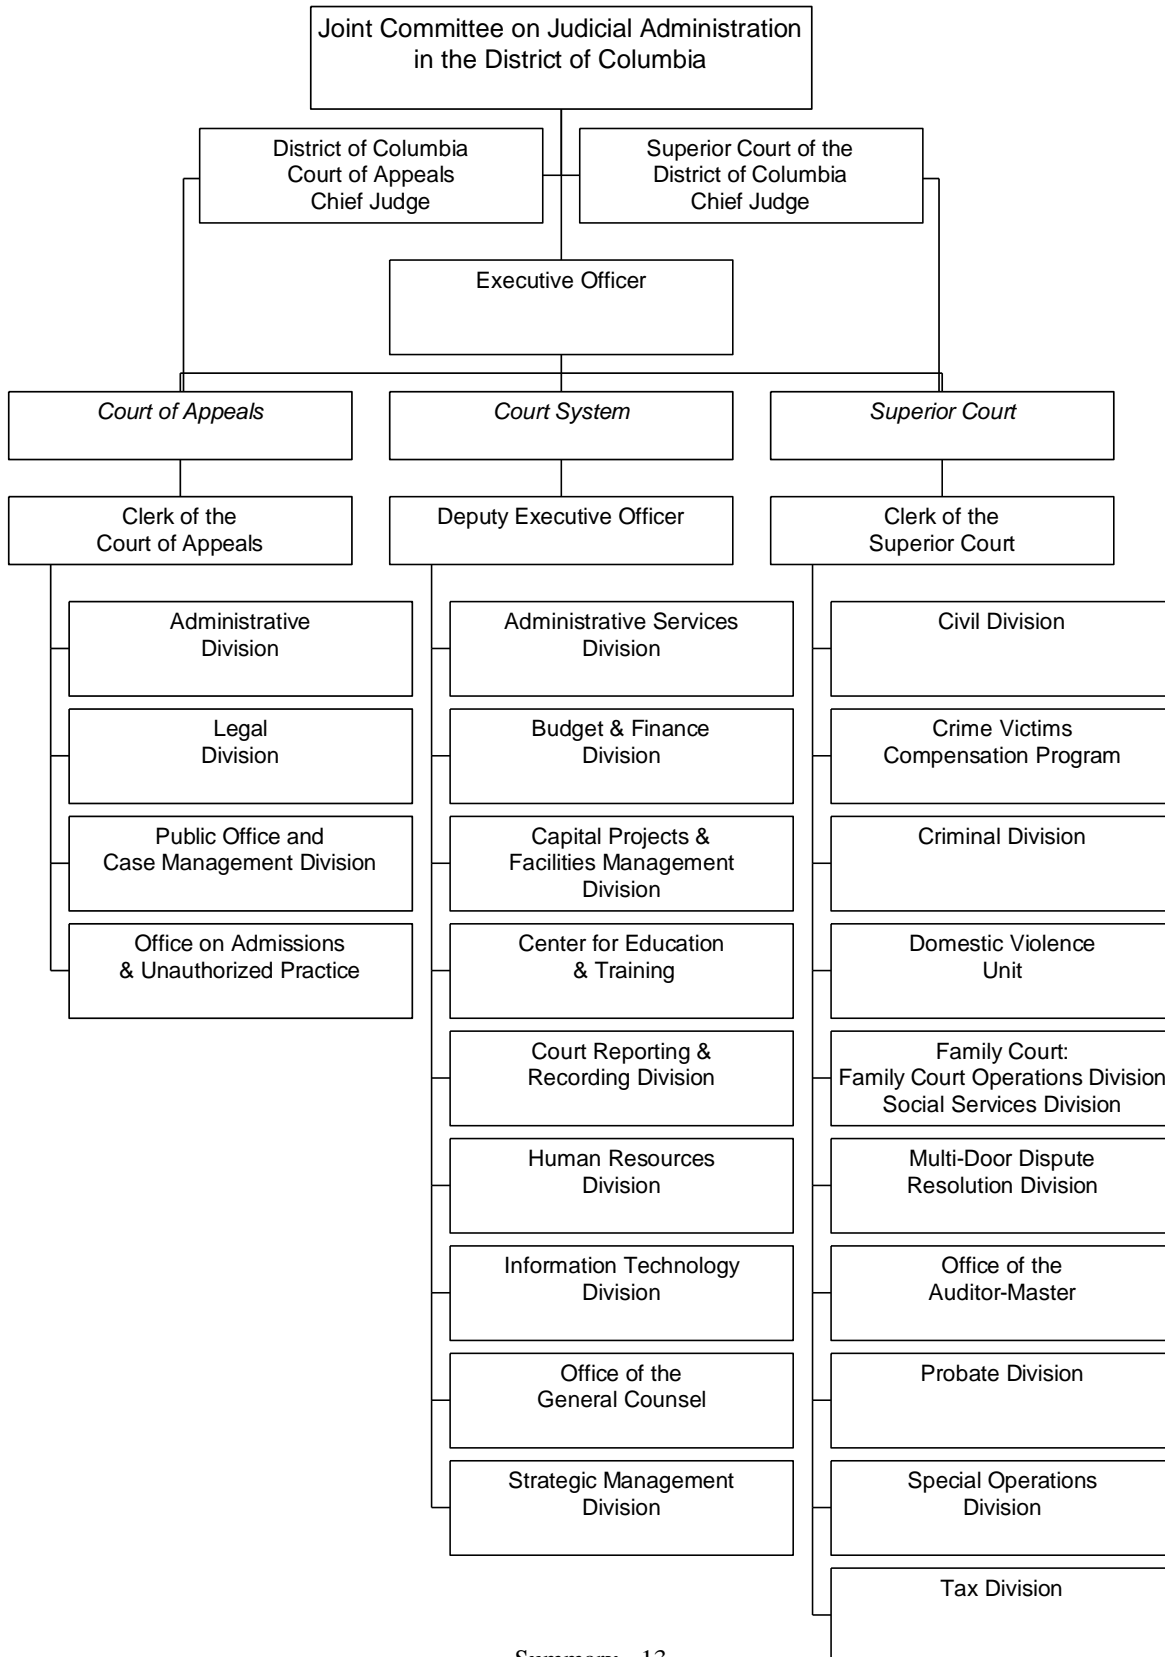 Joint Committee on Judicial Administration
in the District of Columbia
District of Columbia
Court of Appeals
Chief Judge
Superior Court of the
District of Columbia
Chief Judge
Executive Officer
Court of Appeals
Court System
Superior Court
Clerk of the
Court of Appeals
Deputy Executive Officer
Clerk of the
Superior Court
Administrative
Division
Legal
Division
Public Office and
Case Management Division
Office on Admissions
& Unauthorized Practice
Administrative Services
Division
Budget & Finance
Division
Capital Projects &
Facilities Management
Division
Center for Education
& Training
Court Reporting &
Recording Division
Human Resources
Division
Information Technology
Division
Office of the
General Counsel
Strategic Management
Division
Civil Division
Crime Victims
Compensation Program
Criminal Division
Domestic Violence
Unit
Family Court:
Family Court Operations Division
Social Services Division
Multi-Door Dispute
Resolution Division
Office of the
Auditor-Master
Probate Division
Special Operations
Division
Tax Division
Summary - 13